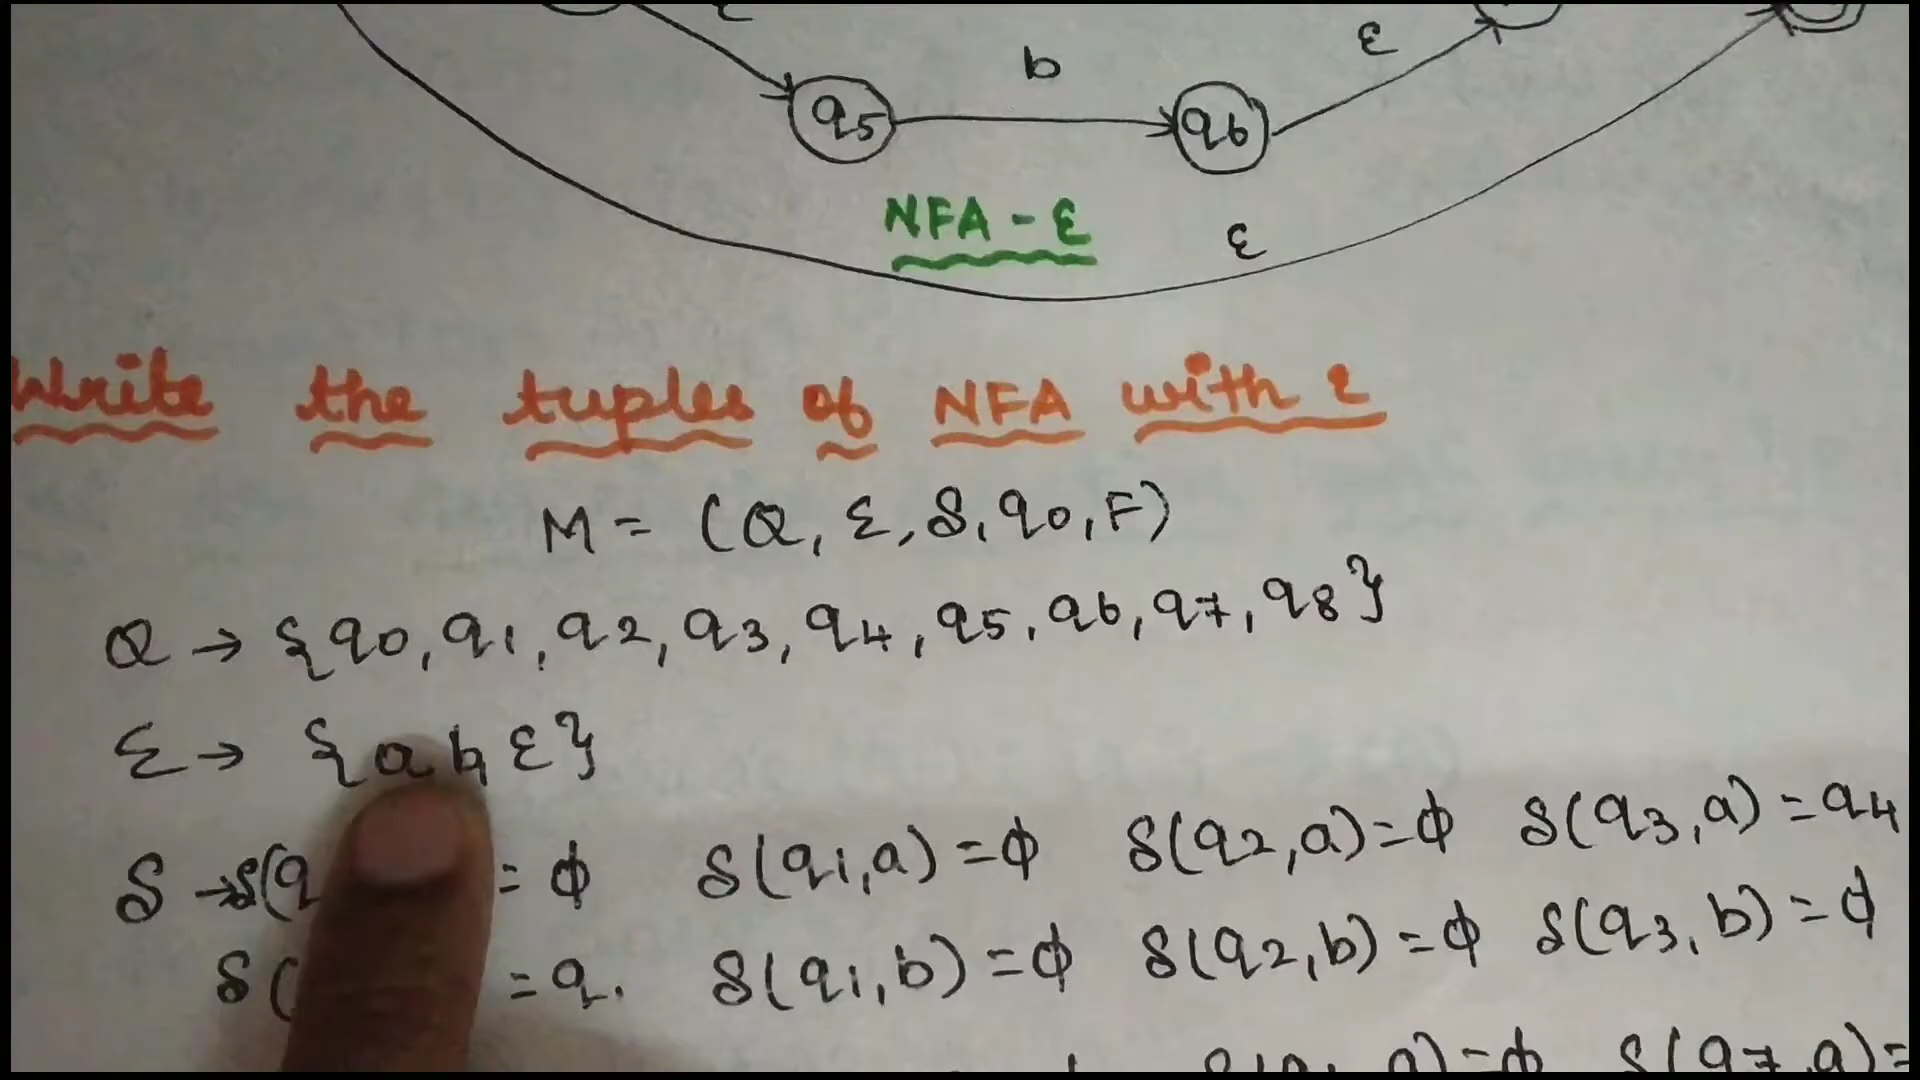 ε
b
ε
q5
q6
NFA - ε
ε
Write the tuples of NFA with ε
M = (Q, Σ, δ, q0, F)
Q → {q0, q1, q2, q3, q4, q5, q6, q7, q8}
Σ → {a b, ε}
δ → δ(q = ϕ δ(q1, a) = ϕ δ(q2, a) = ϕ δ(q3, a) = q4
δ( = q. δ(q1, b) = ϕ δ(q2, b) = ϕ δ(q3, b) = ϕ
a) = ϕ δ(q7, a) =